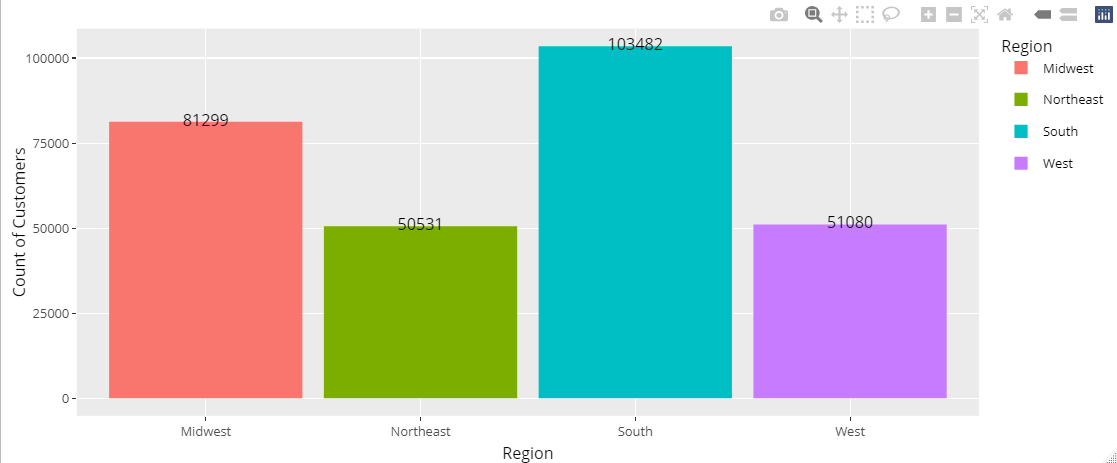 Count of Customers
100000
75000
50000
25000
0
81299
50531
103482
51080
Midwest
Northeast
South
West
Region
Region
Midwest
Northeast
South
West